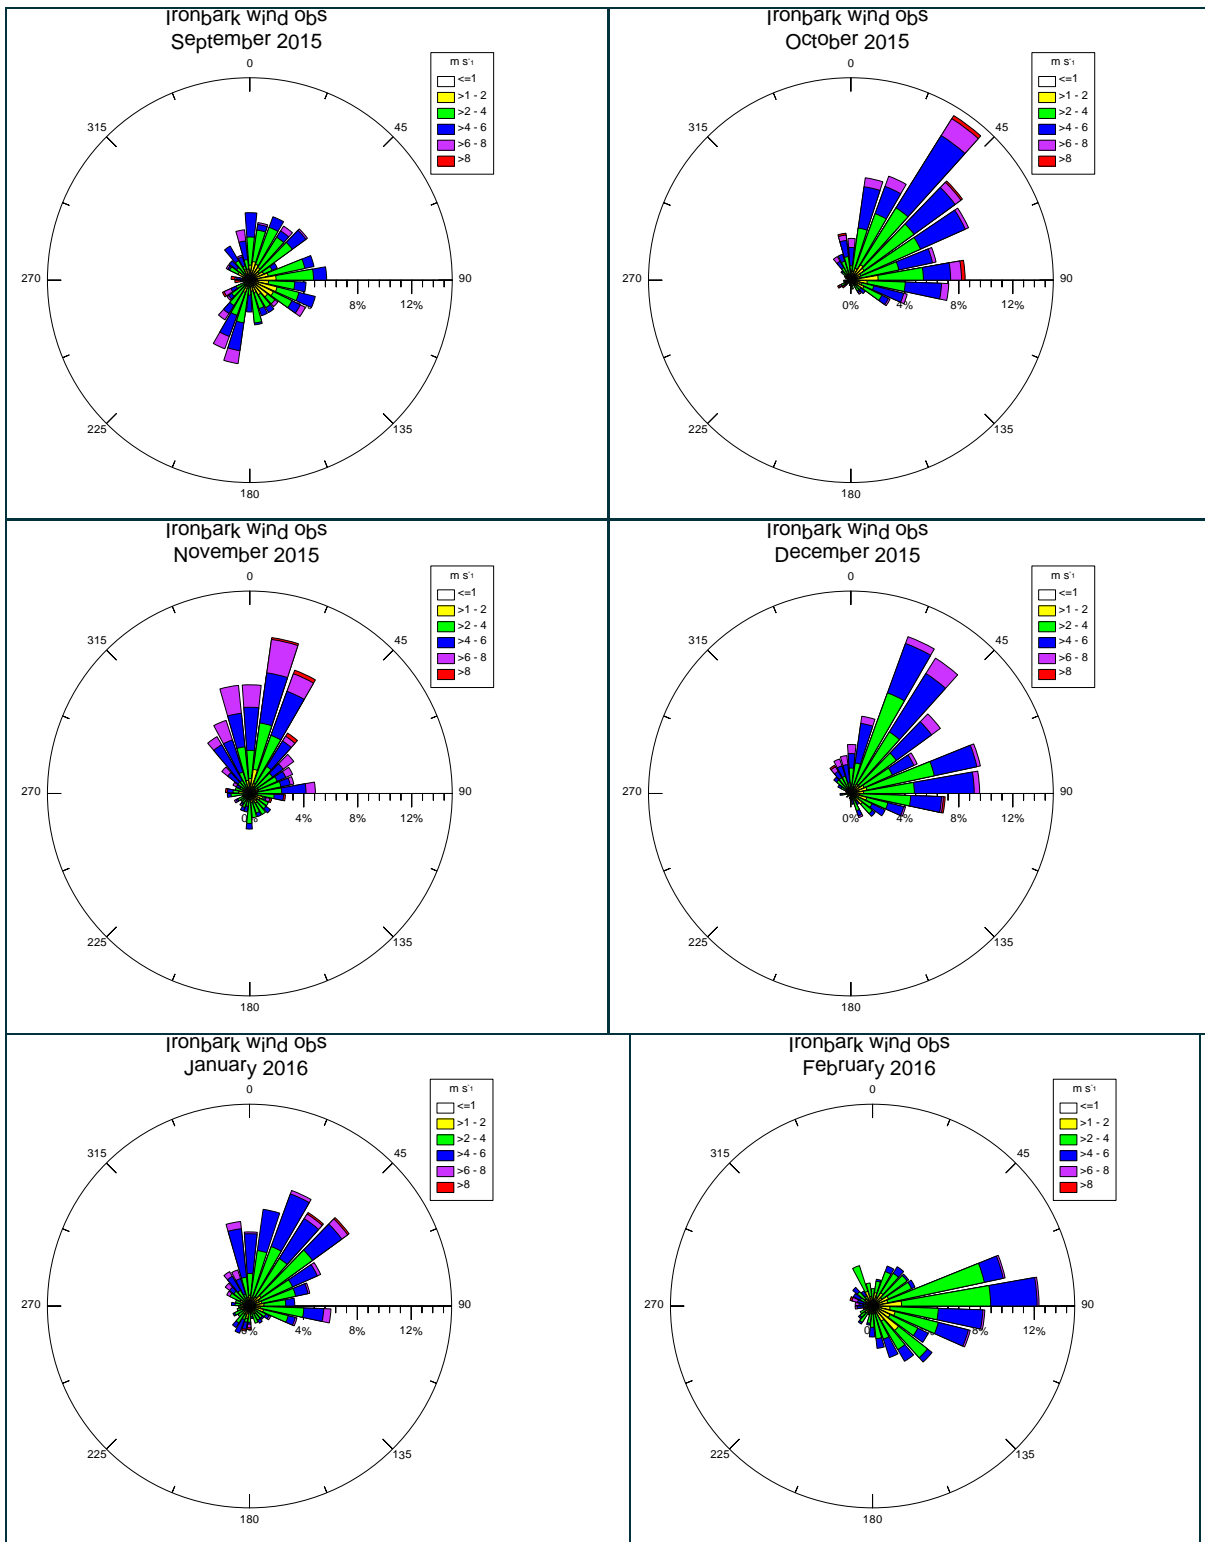 Ironbark wind obs
September 2015
m s-1
<=1
>1 - 2
>2 - 4
>4 - 6
>6 - 8
>8
0
45
90
135
180
225
270
315
8%
12%
Ironbark wind obs
October 2015
m s-1
<=1
>1 - 2
>2 - 4
>4 - 6
>6 - 8
>8
0
45
90
135
180
225
270
315
0%
4%
8%
12%
Ironbark wind obs
November 2015
m s-1
<=1
>1 - 2
>2 - 4
>4 - 6
>6 - 8
>8
0
45
90
135
180
225
270
315
0%
4%
8%
12%
Ironbark wind obs
December 2015
m s-1
<=1
>1 - 2
>2 - 4
>4 - 6
>6 - 8
>8
0
45
90
135
180
225
270
315
0%
4%
8%
12%
Ironbark wind obs
January 2016
m s-1
<=1
>1 - 2
>2 - 4
>4 - 6
>6 - 8
>8
0
45
90
135
180
225
270
315
4%
8%
12%
Ironbark wind obs
February 2016
m s-1
<=1
>1 - 2
>2 - 4
>4 - 6
>6 - 8
>8
0
45
90
135
180
225
270
315
8%
12%